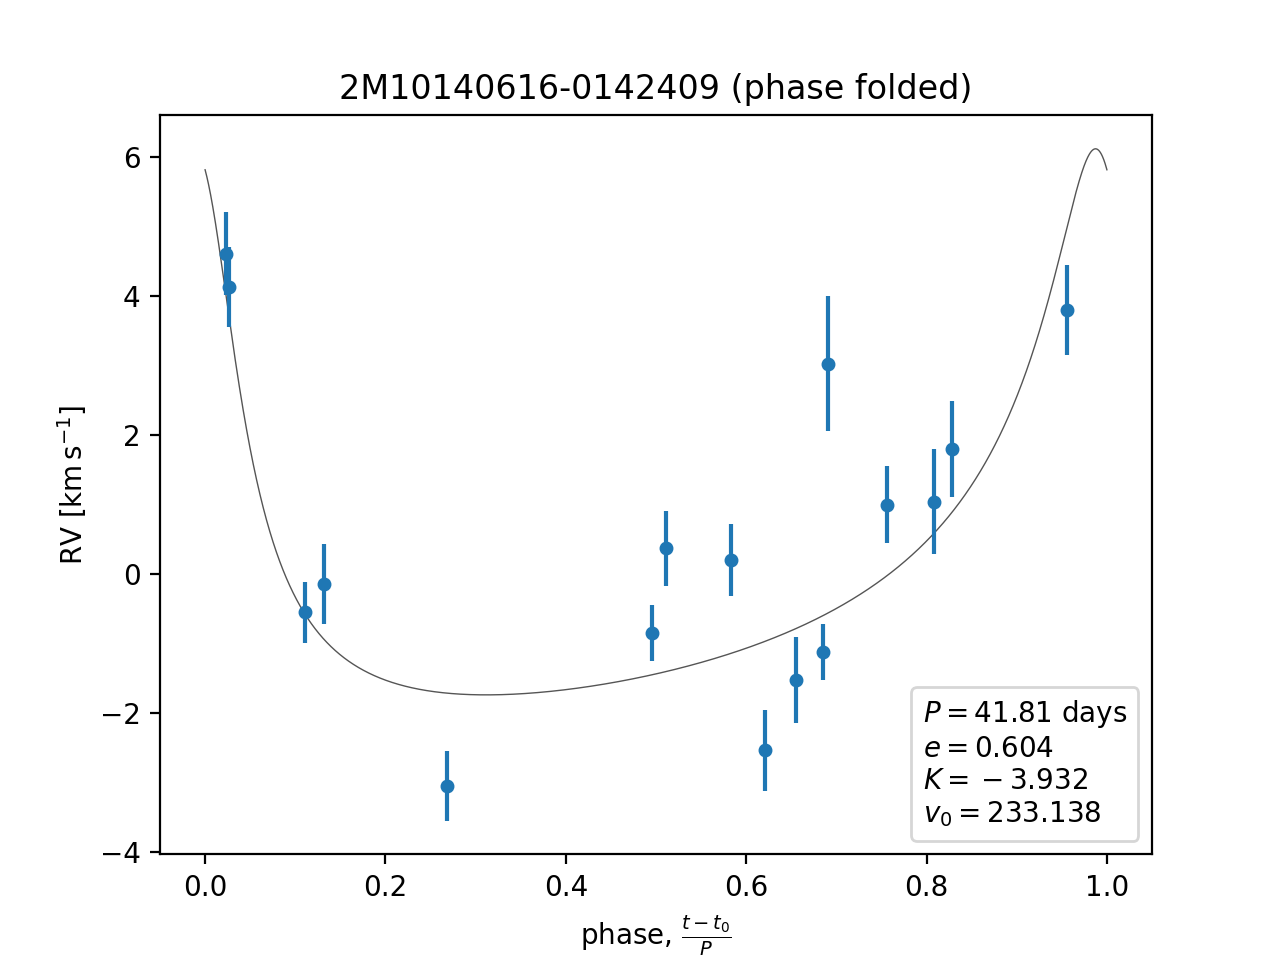 2M10140616-0142409 (phase folded)
6
4
2
0
−2
−4
RV [km s⁻¹]
P = 41.81 days
e = 0.604
K = −3.932
v₀ = 233.138
0.0 0.2 0.4 0.6 0.8 1.0
phase, (t − t₀)/P